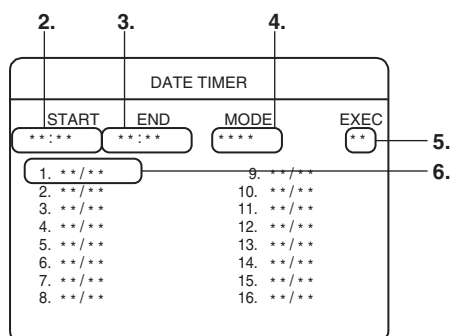 2. 3. 4.
DATE TIMER
START END MODE EXEC
**:** **:** **** **
5.
6.
1. **/** 9. **/**
2. **/** 10. **/**
3. **/** 11. **/**
4. **/** 12. **/**
5. **/** 13. **/**
6. **/** 14. **/**
7. **/** 15. **/**
8. **/** 16. **/**